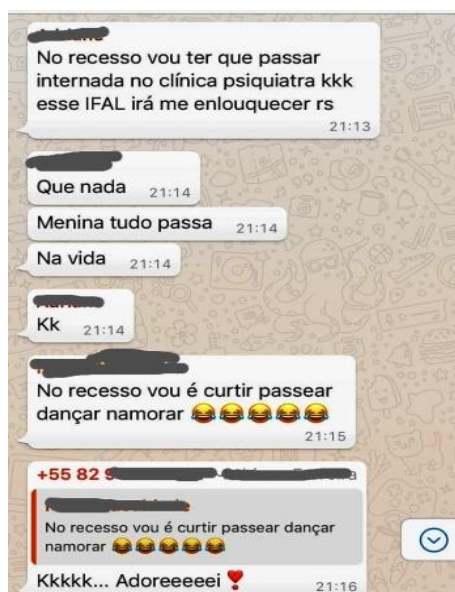 No recesso vou ter que passar
internada no clínica psiquiatra kkk
esse IFAL irá me enlouquecer rs
21:13
Que nada 21:14
Menina tudo passa 21:14
Na vida 21:14
Kk 21:14
No recesso vou é curtir passear
dançar namorar 😂😂😂😂😂
21:15
+55 82 9
No recesso vou é curtir passear dançar
namorar 😂😂😂😂😂
Kkkkk... Adoreeeeei ❣️ 21:16